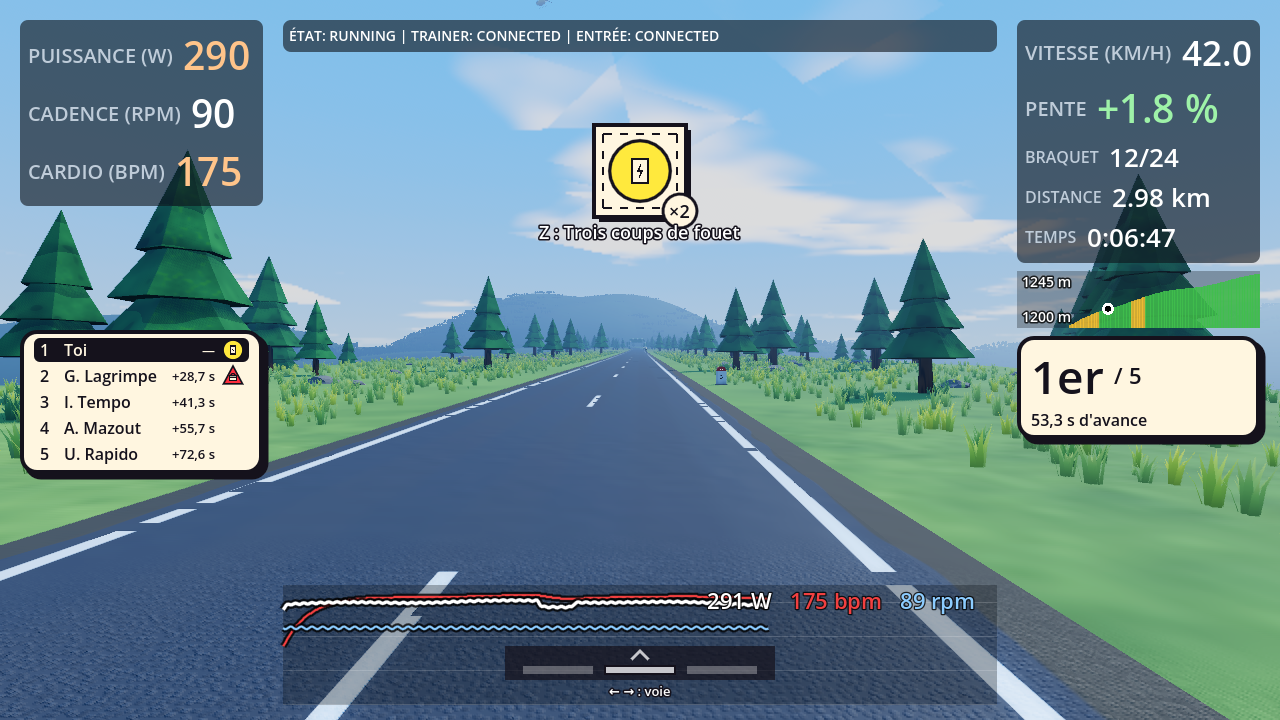 PUISSANCE (W) 290
CADENCE (RPM) 90
CARDIO (BPM) 175
ÉTAT: RUNNING | TRAINER: CONNECTED | ENTRÉE: CONNECTED
×2
Z : Trois coups de fouet
VITESSE (KM/H) 42.0
PENTE +1.8 %
BRAQUET 12/24
DISTANCE 2.98 km
TEMPS 0:06:47
1245 m
1200 m
1 Toi —
2 G. Lagrimpe +28,7 s
3 I. Tempo +41,3 s
4 A. Mazout +55,7 s
5 U. Rapido +72,6 s
1er / 5
53,3 s d'avance
291 W 175 bpm 89 rpm
← → : voie